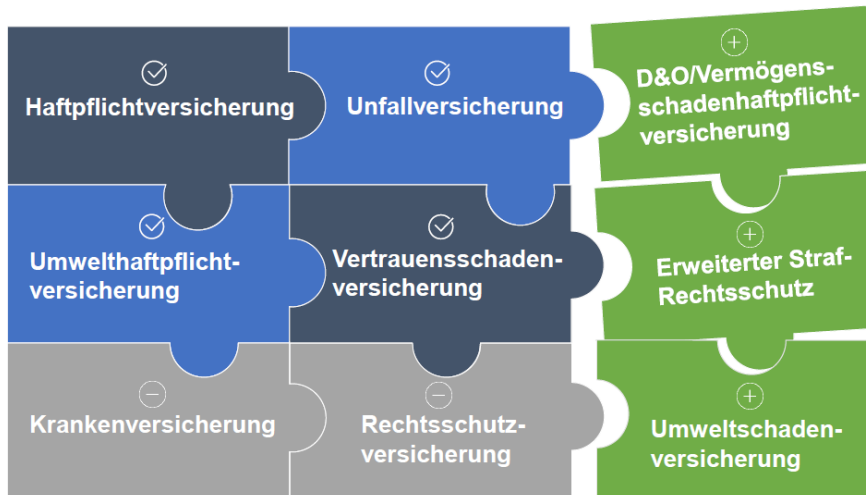 Haftpflichtversicherung
Unfallversicherung
D&O/Vermögens-
schadenhaftpflicht-
versicherung
Umwelthaftpflicht-
versicherung
Vertrauensschaden-
versicherung
Erweiterter Straf-
Rechtsschutz
Krankenversicherung
Rechtsschutz-
versicherung
Umweltschaden-
versicherung